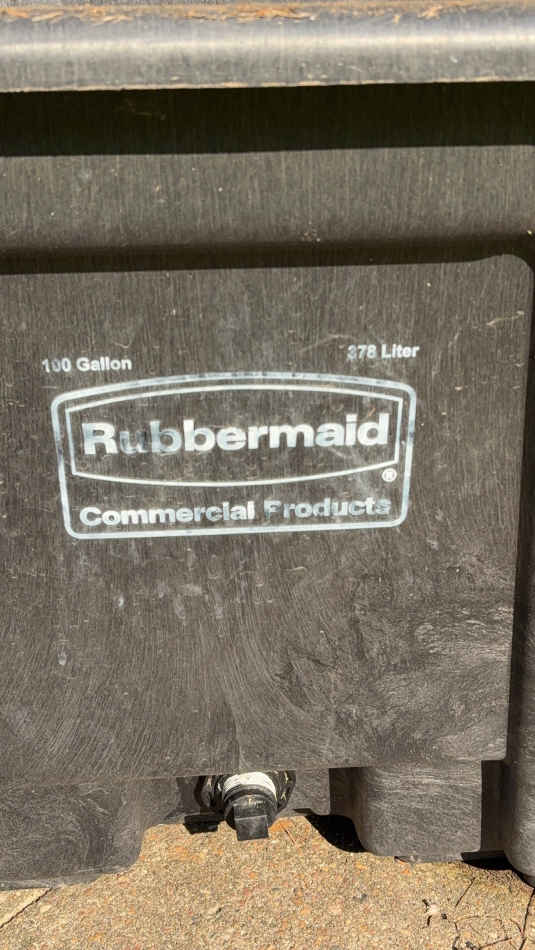 100 Gallon 378 Liter
Rubbermaid
®
Commercial Products